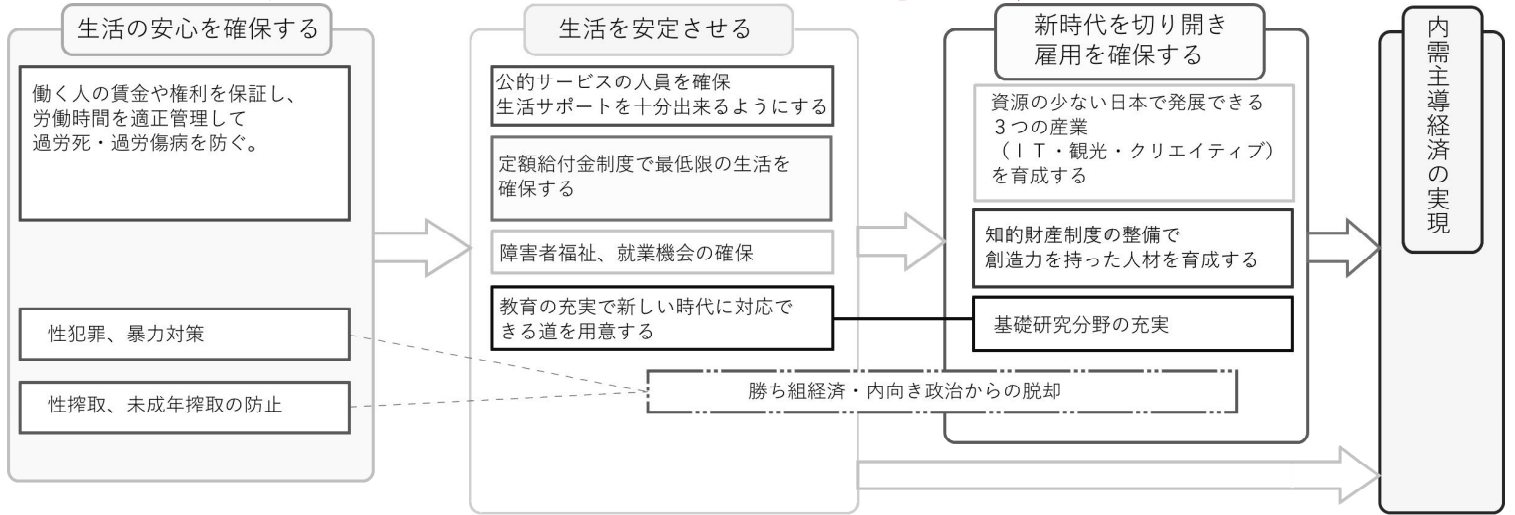 生活の安心を確保する
働く人の賃金や権利を保証し、
労働時間を適正管理して
過労死・過労傷病を防ぐ。
性犯罪、暴力対策
性搾取、未成年搾取の防止
生活を安定させる
公的サービスの人員を確保
生活サポートを十分出来るようにする
定額給付金制度で最低限の生活を
確保する
障害者福祉、就業機会の確保
教育の充実で新しい時代に対応で
きる道を用意する
新時代を切り開き
雇用を確保する
資源の少ない日本で発展できる
３つの産業
（ＩＴ・観光・クリエイティブ）
を育成する
知的財産制度の整備で
創造力を持った人材を育成する
基礎研究分野の充実
勝ち組経済・内向き政治からの脱却
内需主導経済の実現